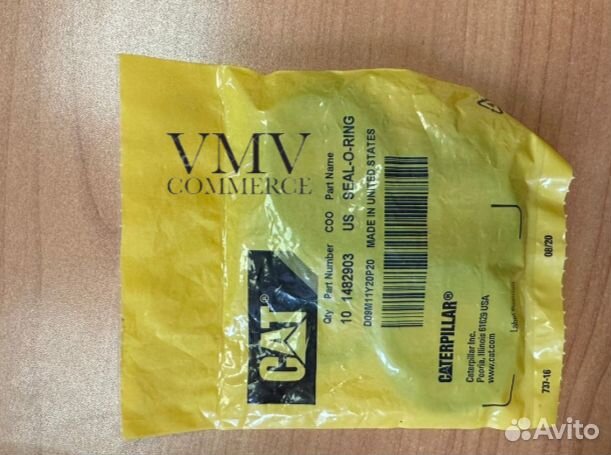 VMV
COMMERCE
CAT®
Qty Part Number COO Part Name
10 1482903 US SEAL-O-RING
D09M11Y20P20 MADE IN UNITED STATES
CATERPILLAR®
Caterpillar Inc.
Peoria, Illinois 61629 USA
www.cat.com
Label
737-16
08/20
Avito